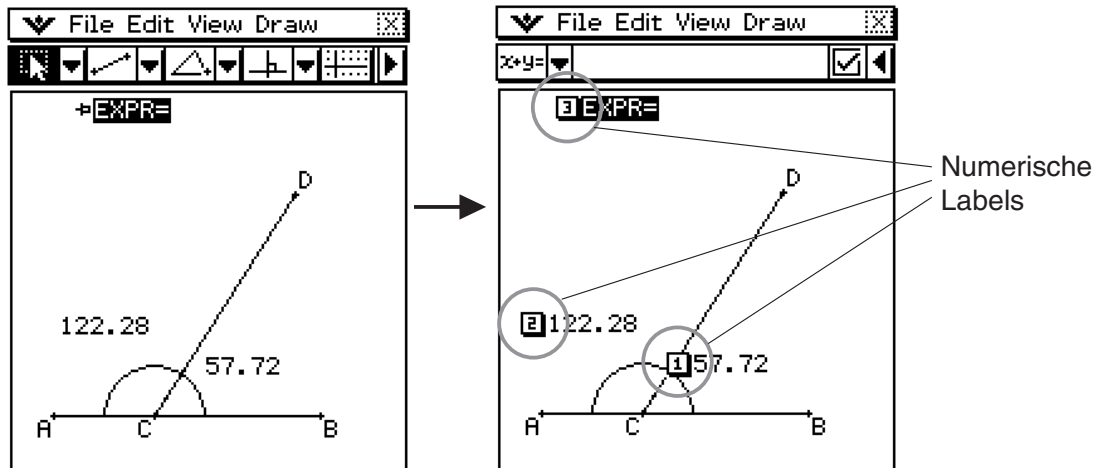 File Edit View Draw
EXPR=
D
122.28
57.72
A
C
B
File Edit View Draw
x+y=
3 EXPR=
D
2 122.28
1 57.72
A
C
B
Numerische
Labels